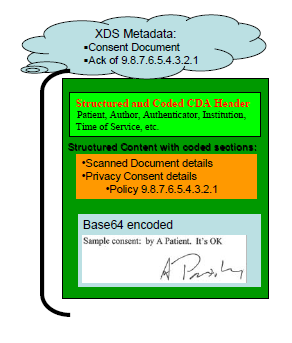 XDS Metadata:
▪Consent Document
▪Ack of 9.8.7.6.5.4.3.2.1
Structured and Coded CDA Header
Patient, Author, Authenticator, Institution,
Time of Service, etc.
Structured Content with coded sections:
•Scanned Document details
•Privacy Consent details
•Policy 9.8.7.6.5.4.3.2.1
Base64 encoded
Sample consent: by A Patient. It's OK